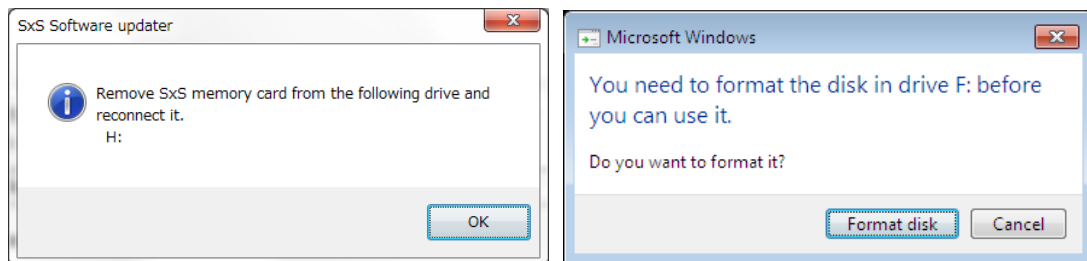 SxS Software updater
Remove SxS memory card from the following drive and
reconnect it.
H:
OK
Microsoft Windows
You need to format the disk in drive F: before
you can use it.
Do you want to format it?
Format disk
Cancel